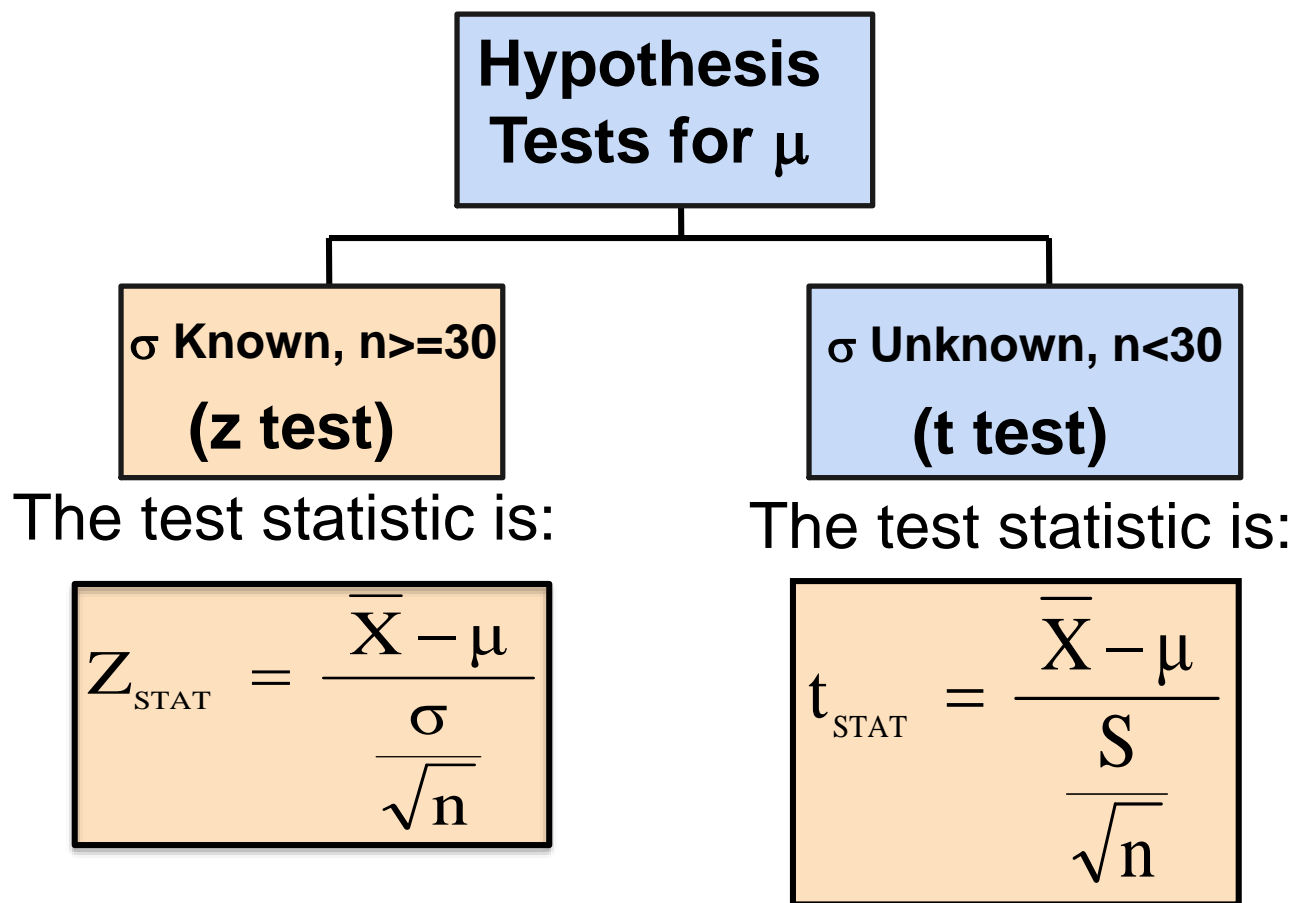 Hypothesis
Tests for μ
σ Known, n>=30
(z test)
The test statistic is:
Z_STAT = (X̅ – μ) / (σ / √n)
σ Unknown, n<30
(t test)
The test statistic is:
t_STAT = (X̅ – μ) / (S / √n)